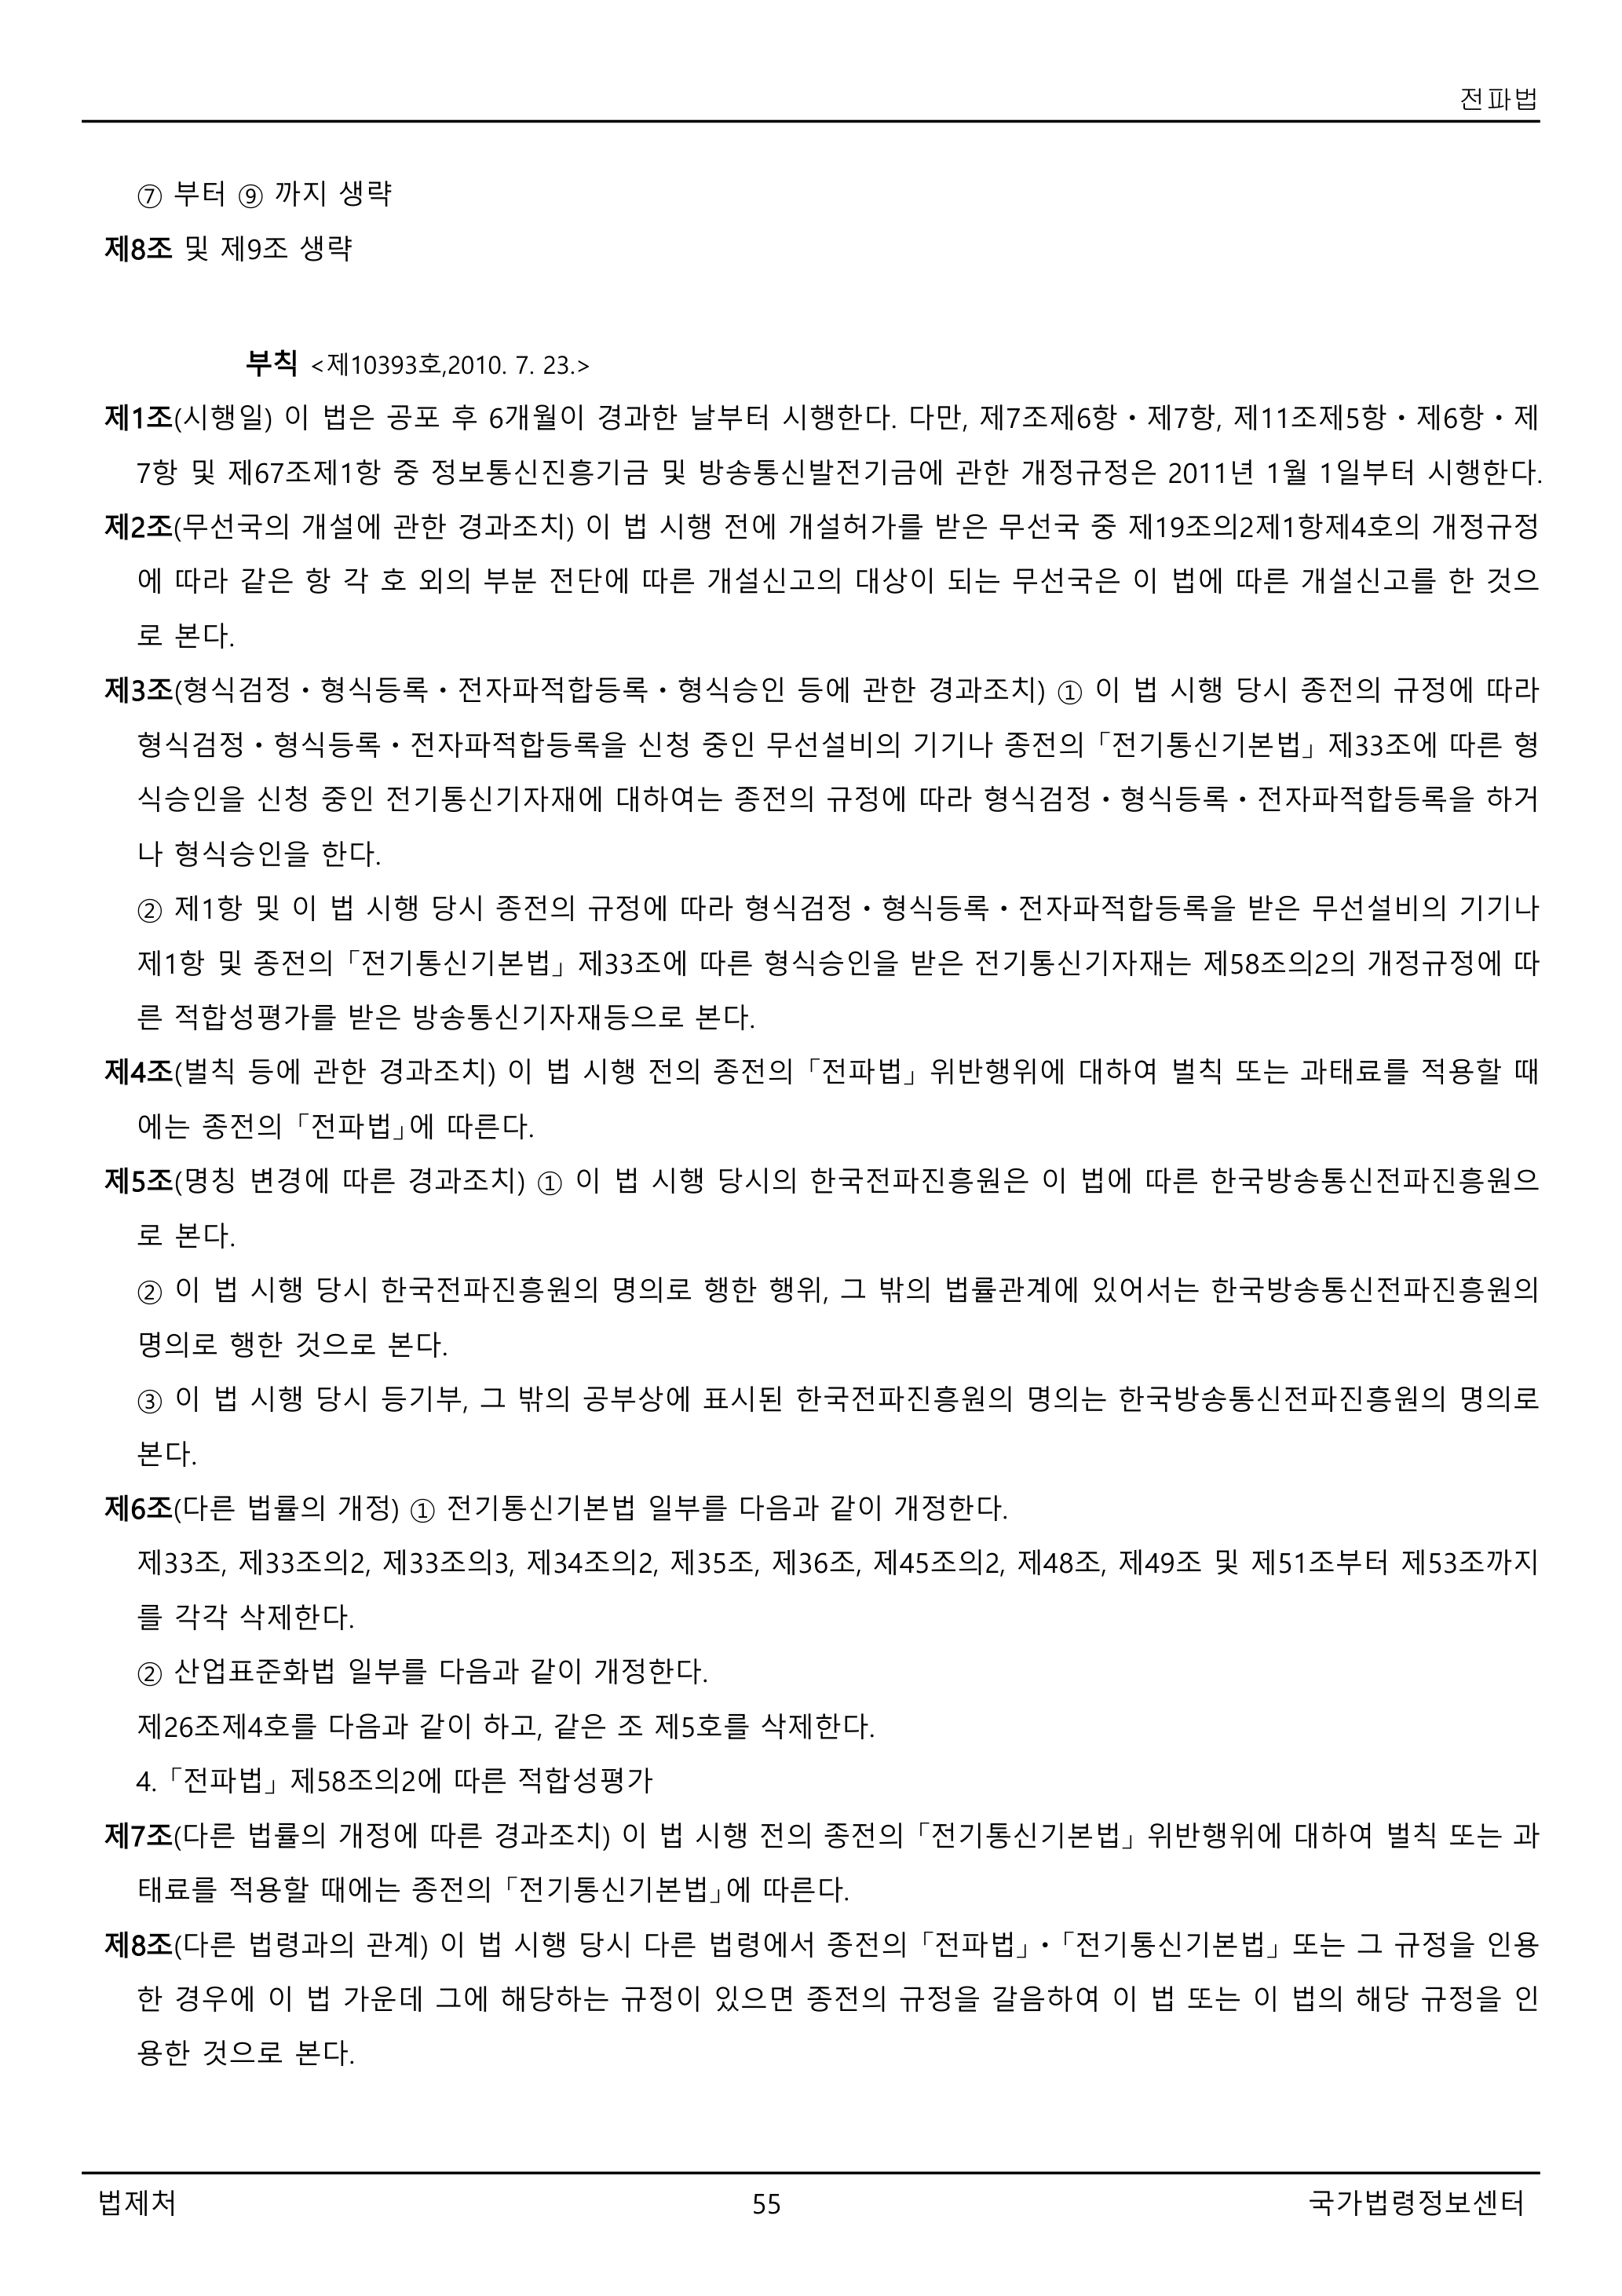 전파법
⑦ 부터 ⑨ 까지 생략
제8조 및 제9조 생략
부칙 <제10393호,2010. 7. 23.>
제1조(시행일) 이 법은 공포 후 6개월이 경과한 날부터 시행한다. 다만, 제7조제6항ㆍ제7항, 제11조제5항ㆍ제6항ㆍ제
7항 및 제67조제1항 중 정보통신진흥기금 및 방송통신발전기금에 관한 개정규정은 2011년 1월 1일부터 시행한다.
제2조(무선국의 개설에 관한 경과조치) 이 법 시행 전에 개설허가를 받은 무선국 중 제19조의2제1항제4호의 개정규정
에 따라 같은 항 각 호 외의 부분 전단에 따른 개설신고의 대상이 되는 무선국은 이 법에 따른 개설신고를 한 것으
로 본다.
제3조(형식검정ㆍ형식등록ㆍ전자파적합등록ㆍ형식승인 등에 관한 경과조치) ① 이 법 시행 당시 종전의 규정에 따라
형식검정ㆍ형식등록ㆍ전자파적합등록을 신청 중인 무선설비의 기기나 종전의 「전기통신기본법」 제33조에 따른 형
식승인을 신청 중인 전기통신기자재에 대하여는 종전의 규정에 따라 형식검정ㆍ형식등록ㆍ전자파적합등록을 하거
나 형식승인을 한다.
② 제1항 및 이 법 시행 당시 종전의 규정에 따라 형식검정ㆍ형식등록ㆍ전자파적합등록을 받은 무선설비의 기기나
제1항 및 종전의 「전기통신기본법」 제33조에 따른 형식승인을 받은 전기통신기자재는 제58조의2의 개정규정에 따
른 적합성평가를 받은 방송통신기자재등으로 본다.
제4조(벌칙 등에 관한 경과조치) 이 법 시행 전의 종전의 「전파법」 위반행위에 대하여 벌칙 또는 과태료를 적용할 때
에는 종전의 「전파법」에 따른다.
제5조(명칭 변경에 따른 경과조치) ① 이 법 시행 당시의 한국전파진흥원은 이 법에 따른 한국방송통신전파진흥원으
로 본다.
② 이 법 시행 당시 한국전파진흥원의 명의로 행한 행위, 그 밖의 법률관계에 있어서는 한국방송통신전파진흥원의
명의로 행한 것으로 본다.
③ 이 법 시행 당시 등기부, 그 밖의 공부상에 표시된 한국전파진흥원의 명의는 한국방송통신전파진흥원의 명의로
본다.
제6조(다른 법률의 개정) ① 전기통신기본법 일부를 다음과 같이 개정한다.
제33조, 제33조의2, 제33조의3, 제34조의2, 제35조, 제36조, 제45조의2, 제48조, 제49조 및 제51조부터 제53조까지
를 각각 삭제한다.
② 산업표준화법 일부를 다음과 같이 개정한다.
제26조제4호를 다음과 같이 하고, 같은 조 제5호를 삭제한다.
4. 「전파법」 제58조의2에 따른 적합성평가
제7조(다른 법률의 개정에 따른 경과조치) 이 법 시행 전의 종전의 「전기통신기본법」 위반행위에 대하여 벌칙 또는 과
태료를 적용할 때에는 종전의 「전기통신기본법」에 따른다.
제8조(다른 법령과의 관계) 이 법 시행 당시 다른 법령에서 종전의 「전파법」ㆍ「전기통신기본법」 또는 그 규정을 인용
한 경우에 이 법 가운데 그에 해당하는 규정이 있으면 종전의 규정을 갈음하여 이 법 또는 이 법의 해당 규정을 인
용한 것으로 본다.
법제처 55 국가법령정보센터